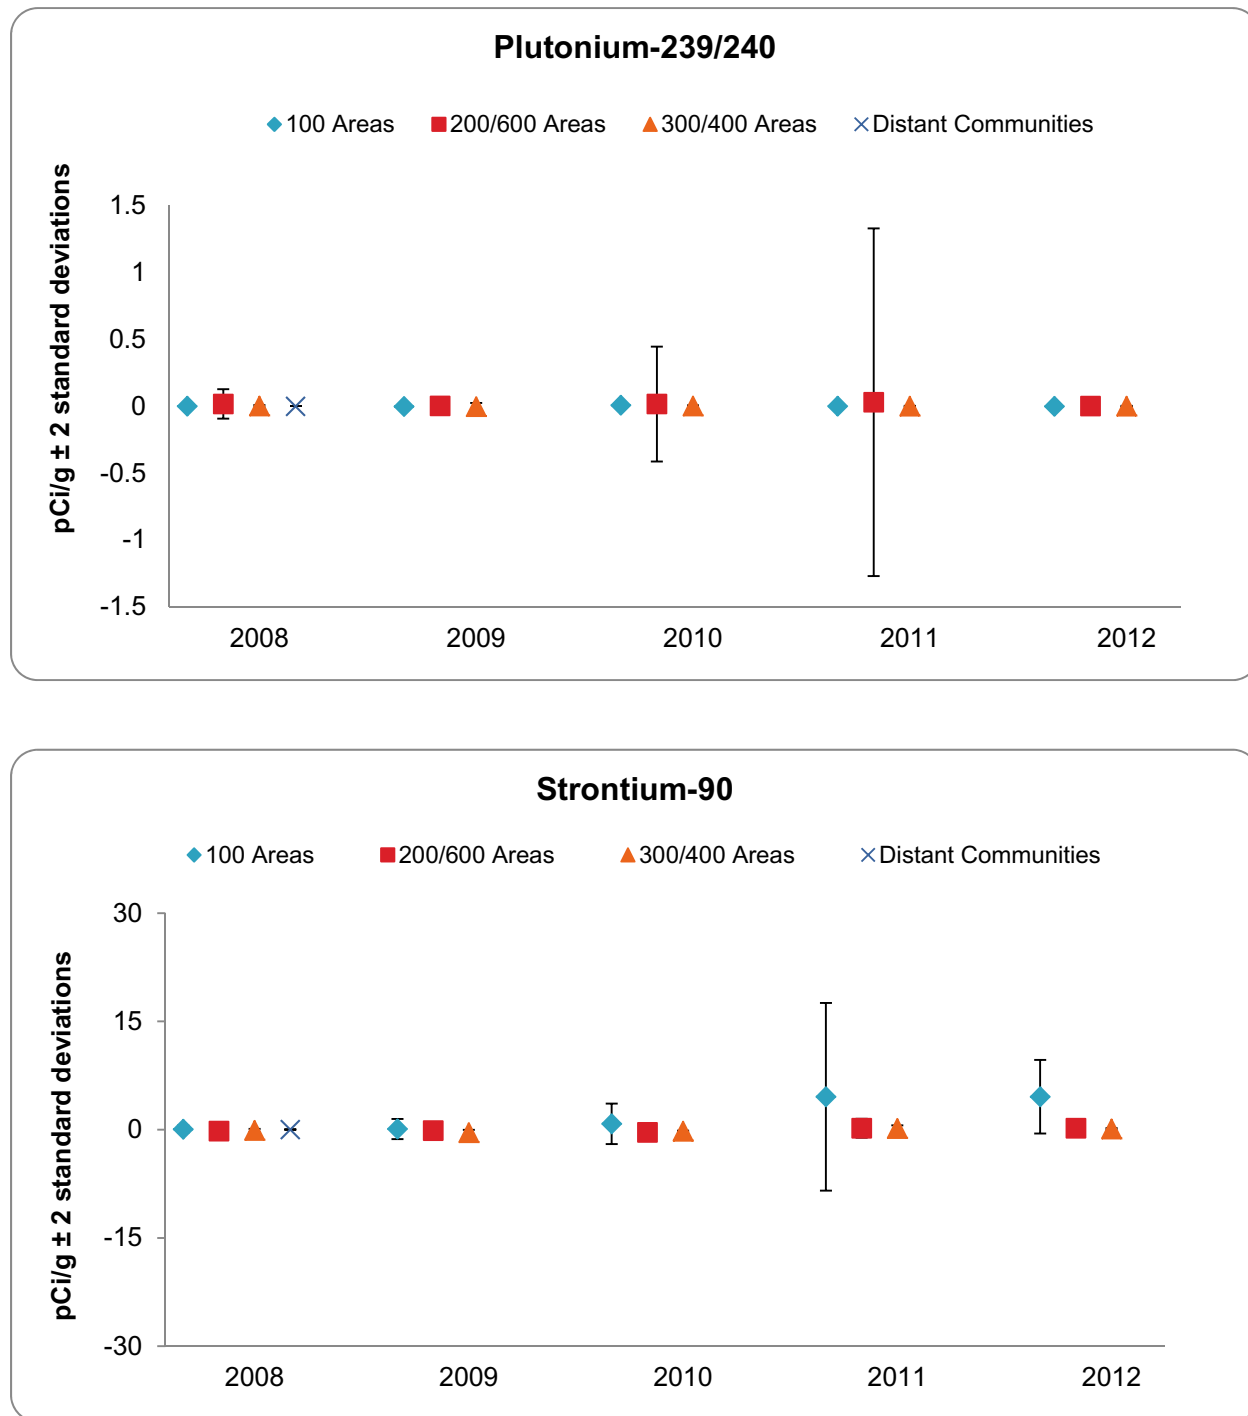 Plutonium-239/240
100 Areas 200/600 Areas 300/400 Areas Distant Communities
pCi/g ± 2 standard deviations
1.5
1
0.5
0
-0.5
-1
-1.5
2008 2009 2010 2011 2012
Strontium-90
100 Areas 200/600 Areas 300/400 Areas Distant Communities
pCi/g ± 2 standard deviations
30
15
0
-15
-30
2008 2009 2010 2011 2012